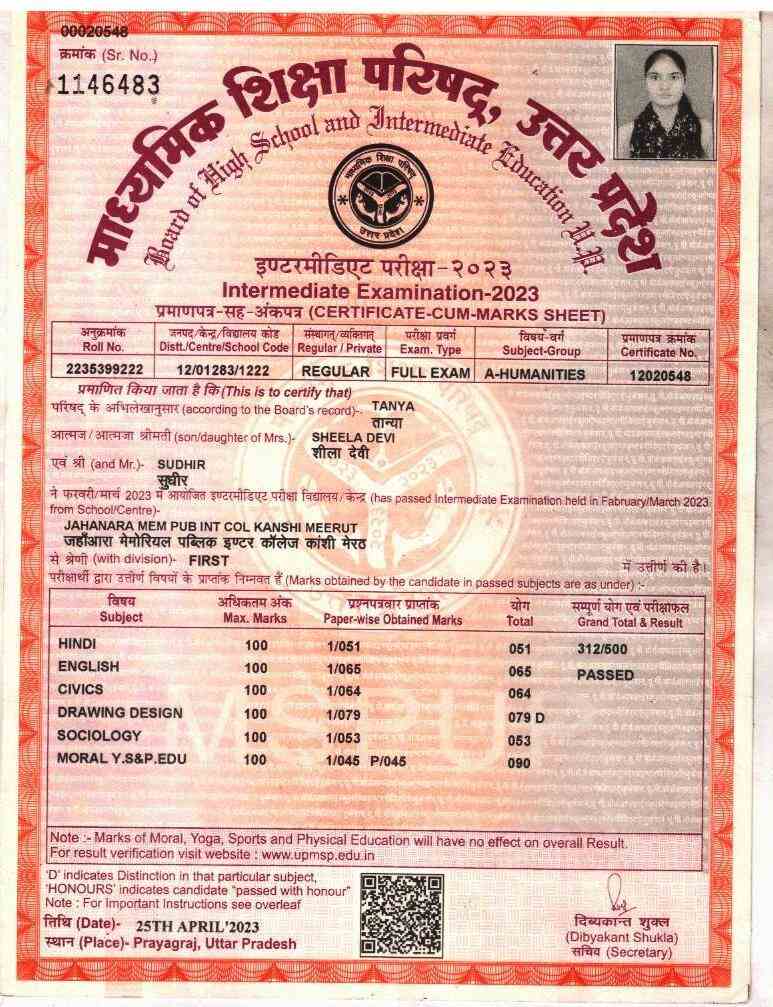 00020548
क्रमांक (Sr. No.)
1146483
माध्यमिक शिक्षा परिषद्, उत्तर प्रदेश
Board of High School and Intermediate Education U.P.
माध्यमिक शिक्षा परिषद्
उत्तर प्रदेश
इण्टरमीडिएट परीक्षा-२०२३
Intermediate Examination-2023
प्रमाणपत्र-सह-अंकपत्र (CERTIFICATE-CUM-MARKS SHEET)
अनुक्रमांक जनपद/केन्द्र/विद्यालय कोड संस्थागत/व्यक्तिगत परीक्षा प्रवर्ग विषय-वर्ग प्रमाणपत्र क्रमांक
Roll No. Distt./Centre/School Code Regular / Private Exam. Type Subject-Group Certificate No.
2235399222 12/01283/1222 REGULAR FULL EXAM A-HUMANITIES 12020548
प्रमाणित किया जाता है कि (This is to certify that)
परिषद् के अभिलेखानुसार (according to the Board's record)-. TANYA
तान्या
आत्मज/आत्मजा श्रीमती (son/daughter of Mrs.)- SHEELA DEVI
शीला देवी
एवं श्री (and Mr.)- SUDHIR
सुधीर
ने फरवरी/मार्च 2023 में आयोजित इण्टरमीडिएट परीक्षा विद्यालय/केन्द्र (has passed Intermediate Examination held in Fabruary/March 2023
from School/Centre)-
JAHANARA MEM PUB INT COL KANSHI MEERUT
जहाँआरा मेमोरियल पब्लिक इण्टर कॉलेज कांशी मेरठ
से श्रेणी (with division)- FIRST में उत्तीर्ण की है।
परीक्षार्थी द्वारा उत्तीर्ण विषयों के प्राप्तांक निम्नवत हैं (Marks obtained by the candidate in passed subjects are as under) :-
विषय अधिकतम अंक प्रश्नपत्रवार प्राप्तांक योग सम्पूर्ण योग एवं परीक्षाफल
Subject Max. Marks Paper-wise Obtained Marks Total Grand Total & Result
HINDI 100 1/051 051 312/500
ENGLISH 100 1/065 065 PASSED
CIVICS 100 1/064 064
DRAWING DESIGN 100 1/079 079 D
SOCIOLOGY 100 1/053 053
MORAL Y.S&P.EDU 100 1/045 P/045 090
Note :- Marks of Moral, Yoga, Sports and Physical Education will have no effect on overall Result.
For result verification visit website : www.upmsp.edu.in
'D' indicates Distinction in that particular subject,
'HONOURS' indicates candidate "passed with honour"
Note : For Important Instructions see overleaf
तिथि (Date)- 25TH APRIL'2023
स्थान (Place)- Prayagraj, Uttar Pradesh
दिब्यकान्त शुक्ल
(Dibyakant Shukla)
सचिव (Secretary)